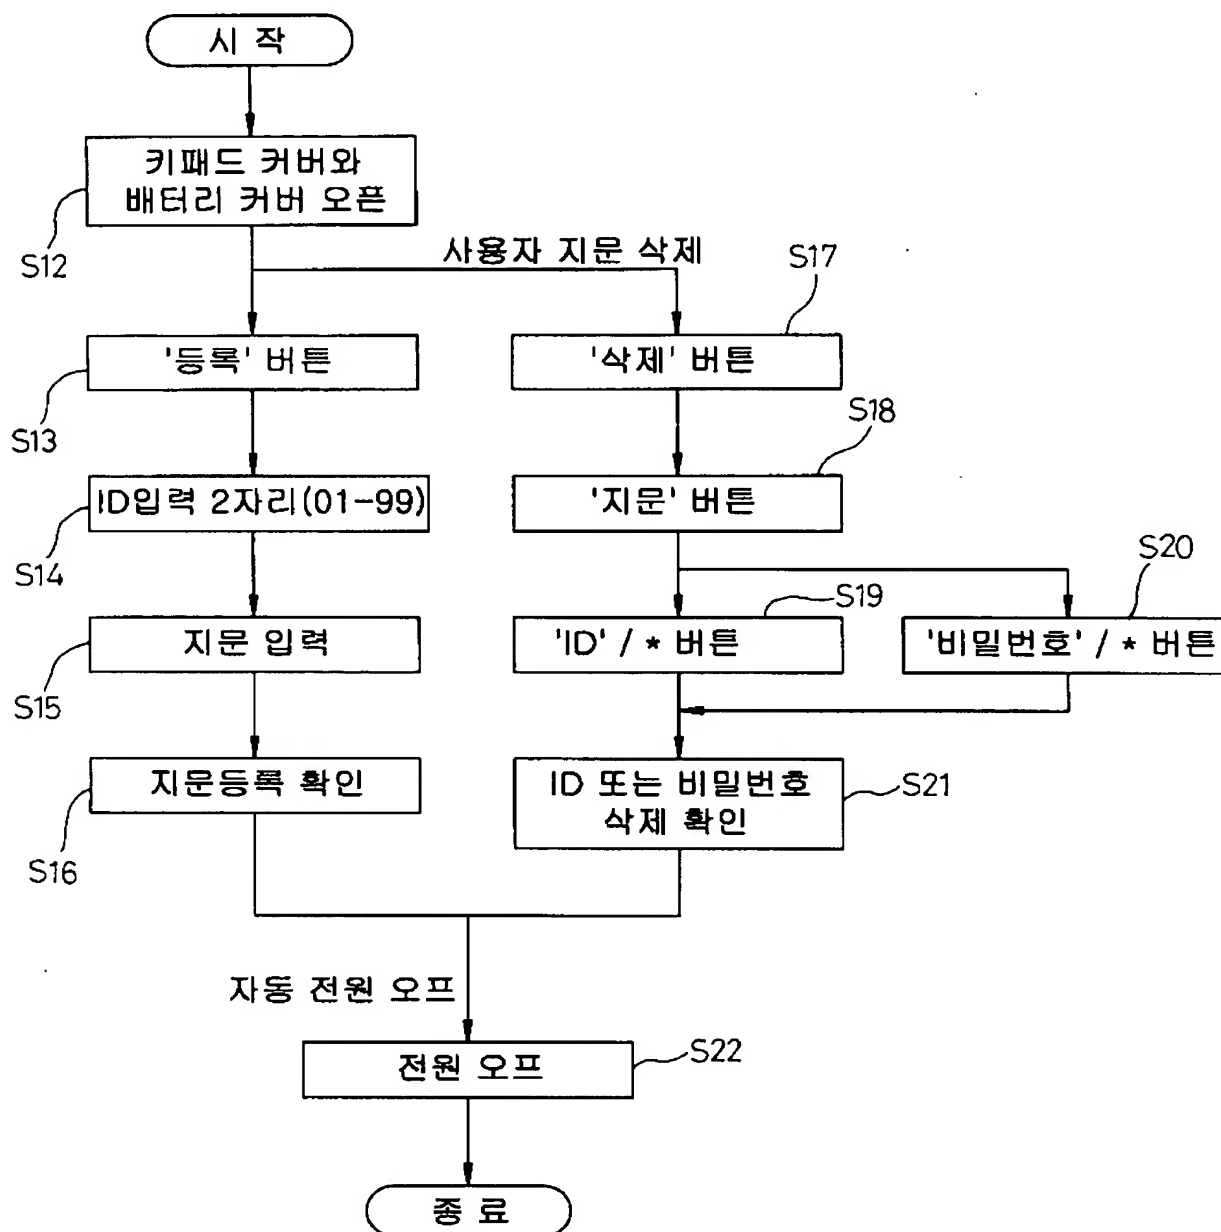 시 작
키패드 커버와
배터리 커버 오픈
S12
사용자 지문 삭제
S17
'등록' 버튼
'삭제' 버튼
S13
S18
ID입력 2자리(01-99)
'지문' 버튼
S14
S20
S19
지문 입력
'ID' / * 버튼
'비밀번호' / * 버튼
S15
지문등록 확인
ID 또는 비밀번호
삭제 확인
S21
S16
자동 전원 오프
전원 오프
S22
종 료